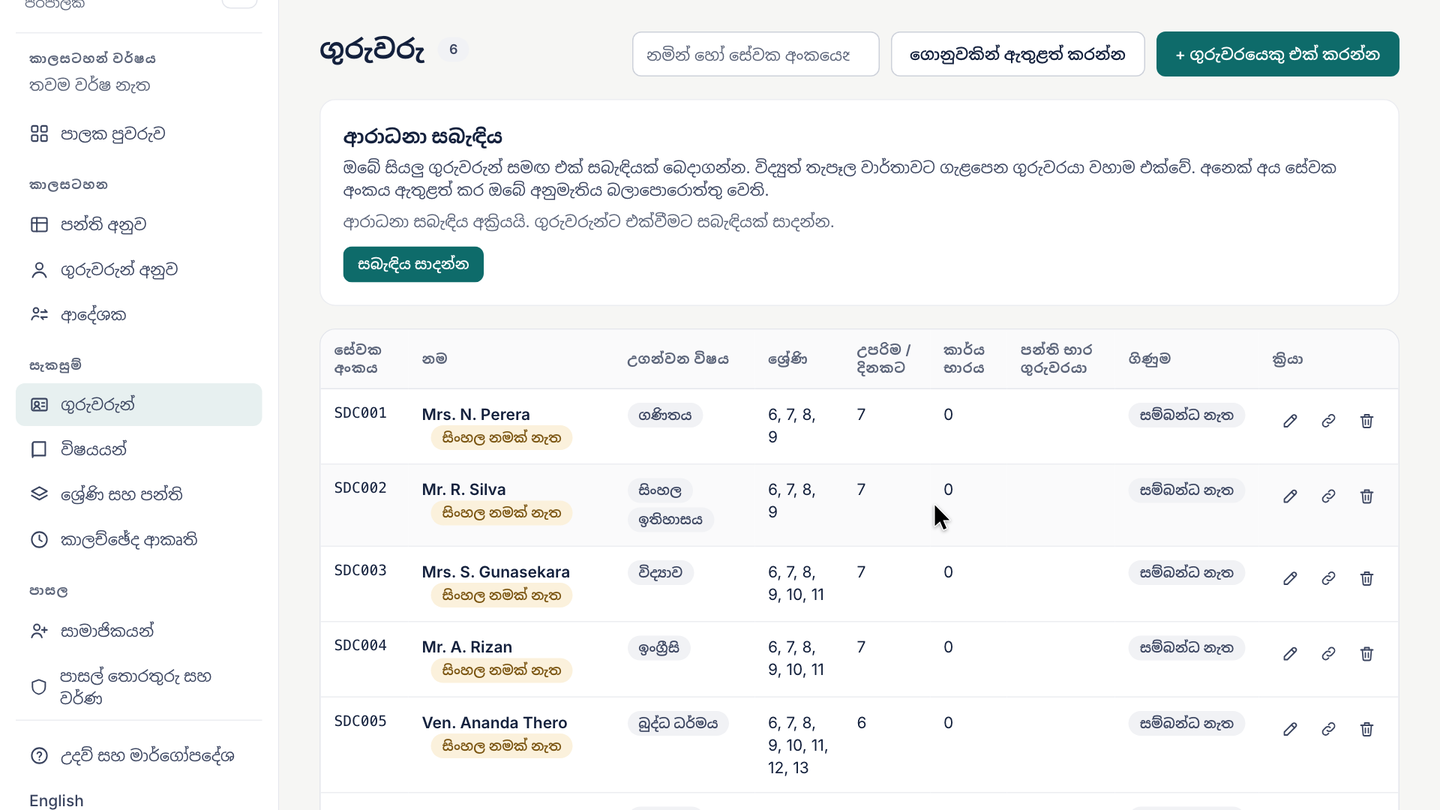 පරිපාලක
කාලසටහන් වර්ෂය
තවම වර්ෂ නැත
පාලක පුවරුව
කාලසටහන
පන්ති අනුව
ගුරුවරුන් අනුව
ආදේශක
සැකසුම්
ගුරුවරුන්
විෂයයන්
ශ්‍රේණි සහ පන්ති
කාලච්ඡේද ආකෘති
පාසල
සාමාජිකයන්
පාසල් තොරතුරු සහ
වර්ණ
උදව් සහ මාර්ගෝපදේශ
English
ගුරුවරු 6
නමින් හෝ සේවක අංකයෙ
ගොනුවකින් ඇතුළත් කරන්න
+ ගුරුවරයෙකු එක් කරන්න
ආරාධනා සබැඳිය
ඔබේ සියලු ගුරුවරුන් සමඟ එක් සබැඳියක් බෙදාගන්න. විද්‍යුත් තැපෑල වාර්තාවට ගැළපෙන ගුරුවරයා වහාම එක්වේ. අනෙක් අය සේවක
අංකය ඇතුළත් කර ඔබේ අනුමැතිය බලාපොරොත්තු වෙති.
ආරාධනා සබැඳිය අක්‍රියයි. ගුරුවරුන්ට එක්වීමට සබැඳියක් සාදන්න.
සබැඳිය සාදන්න
සේවක අංකය නම උගන්වන විෂය ශ්‍රේණි උපරිම / දිනකට කාර්ය භාරය පන්ති භාර ගුරුවරයා ගිණුම ක්‍රියා
SDC001 Mrs. N. Perera ගණිතය 6, 7, 8, 7 0 සම්බන්ධ නැත
සිංහල නමක් නැත 9
SDC002 Mr. R. Silva සිංහල 6, 7, 8, 7 0 සම්බන්ධ නැත
සිංහල නමක් නැත ඉතිහාසය 9
SDC003 Mrs. S. Gunasekara විද්‍යාව 6, 7, 8, 7 0 සම්බන්ධ නැත
සිංහල නමක් නැත 9, 10, 11
SDC004 Mr. A. Rizan ඉංග්‍රීසි 6, 7, 8, 7 0 සම්බන්ධ නැත
සිංහල නමක් නැත 9, 10, 11
SDC005 Ven. Ananda Thero බුද්ධ ධර්මය 6, 7, 8, 6 0 සම්බන්ධ නැත
සිංහල නමක් නැත 9, 10, 11,
12, 13